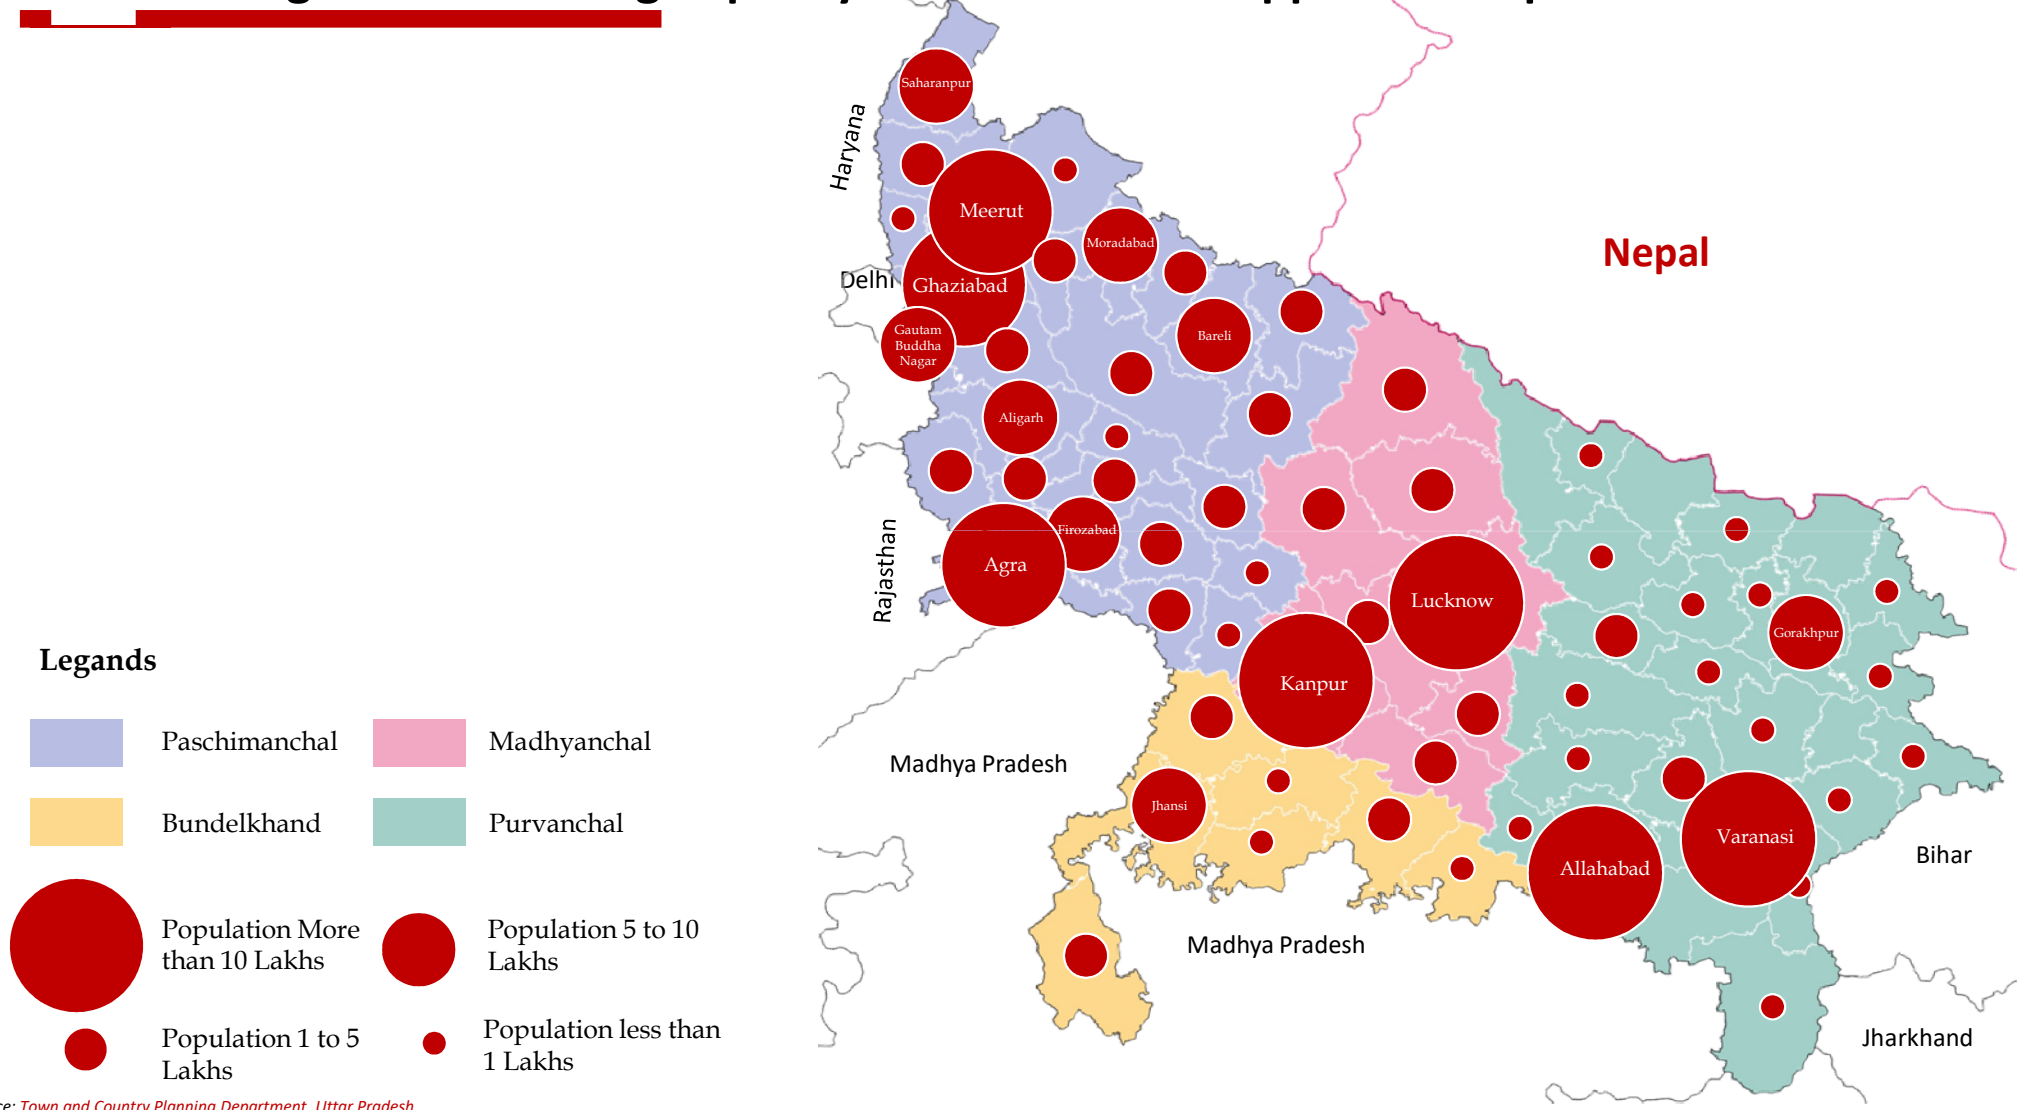 Saharanpur
Haryana
Meerut
Moradabad
Nepal
Delhi
Ghaziabad
Gautam
Buddha
Nagar
Bareli
Aligarh
Firozabad
Agra
Rajasthan
Lucknow
Gorakhpur
Kanpur
Madhya Pradesh
Jhansi
Varanasi
Allahabad
Bihar
Madhya Pradesh
Jharkhand
Legands
Paschimanchal
Madhyanchal
Bundelkhand
Purvanchal
Population More
than 10 Lakhs
Population 5 to 10
Lakhs
Population 1 to 5
Lakhs
Population less than
1 Lakhs
Town and Country Planning Department, Uttar Pradesh